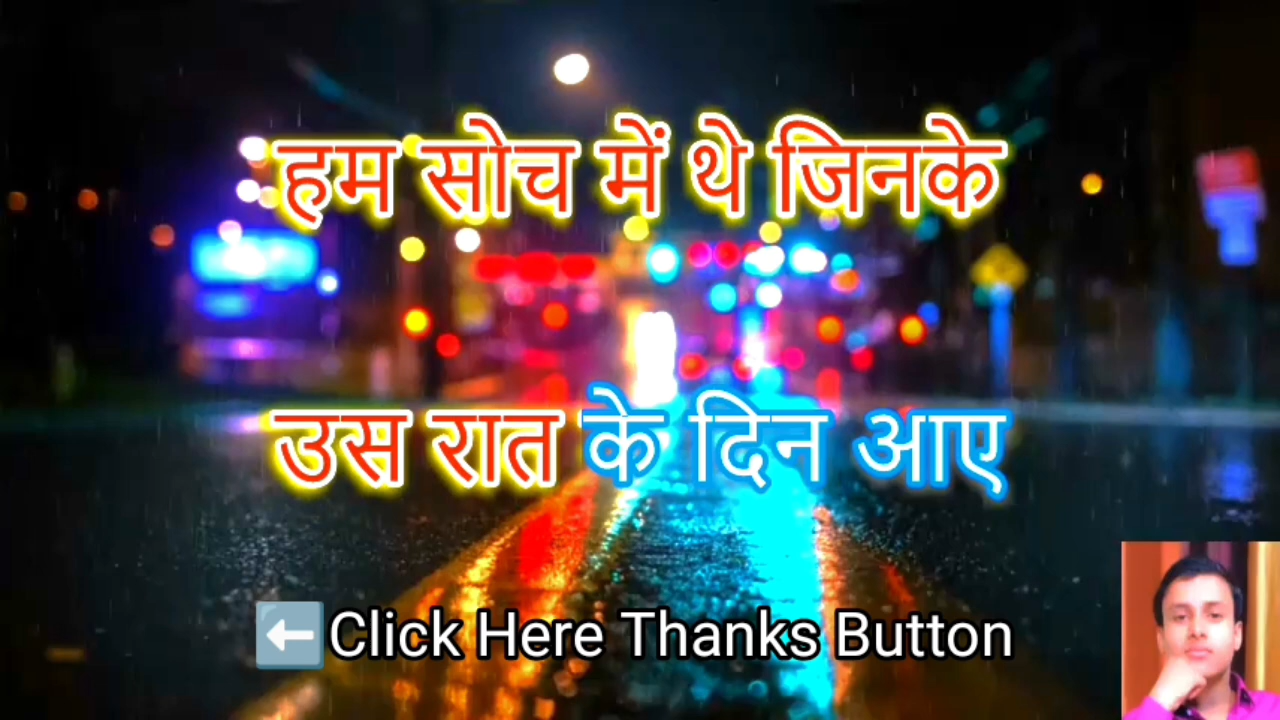 हम सोच में थे जिनके
उस रात के दिन आए
⬅️Click Here Thanks Button